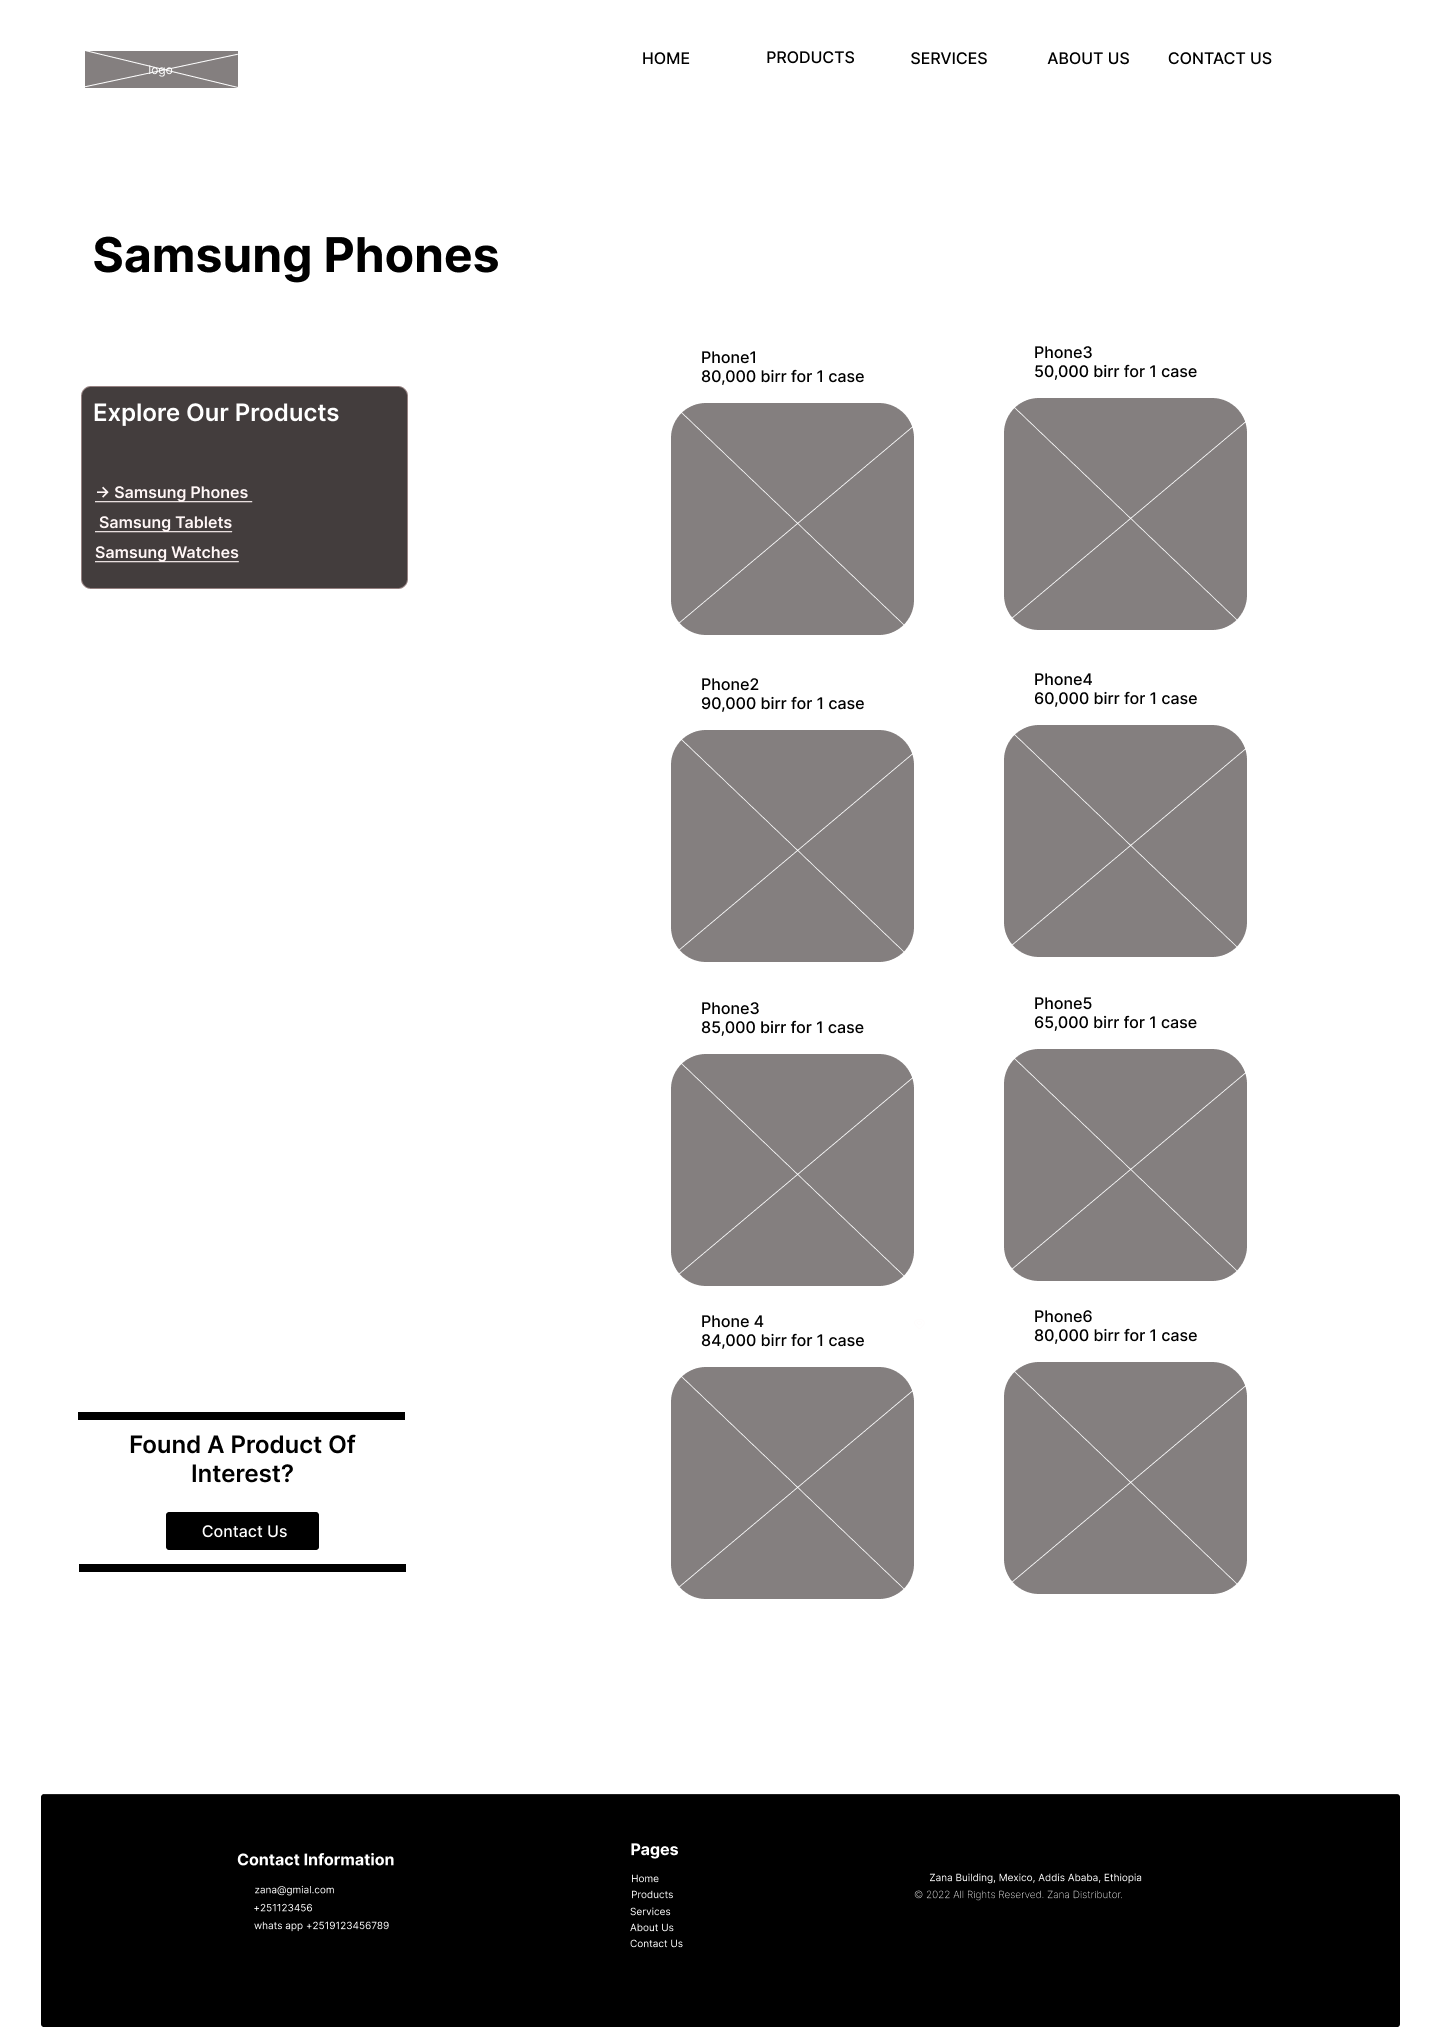 logo
HOME
PRODUCTS
SERVICES
ABOUT US
CONTACT US
Samsung Phones
Explore Our Products
→ Samsung Phones
Samsung Tablets
Samsung Watches
Phone1
80,000 birr for 1 case
Phone3
50,000 birr for 1 case
Phone2
90,000 birr for 1 case
Phone4
60,000 birr for 1 case
Phone3
85,000 birr for 1 case
Phone5
65,000 birr for 1 case
Phone 4
84,000 birr for 1 case
Phone6
80,000 birr for 1 case
Found A Product Of
Interest?
Contact Us
Contact Information
zana@gmial.com
+251123456
whats app +2519123456789
Pages
Home
Products
Services
About Us
Contact Us
Zana Building, Mexico, Addis Ababa, Ethiopia
© 2022 All Rights Reserved. Zana Distributor.